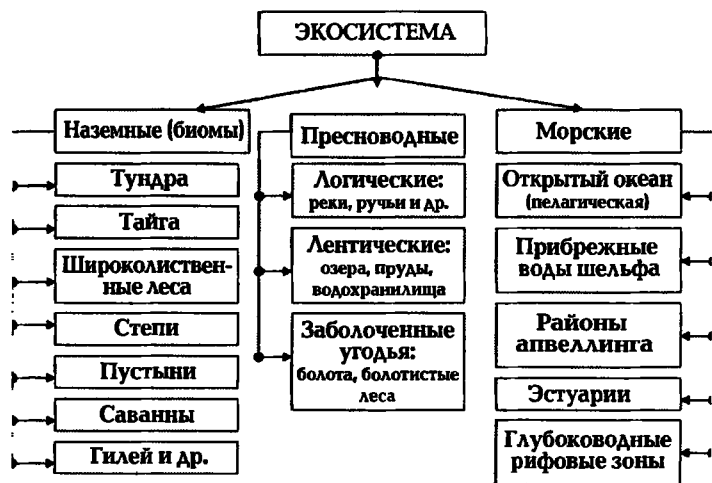 ЭКОСИСТЕМА
Наземные (биомы)
Тундра
Тайга
Широколиствен-
ные леса
Степи
Пустыни
Саванны
Гилей и др.
Пресноводные
Логические:
реки, ручьи и др.
Лентические:
озера, пруды,
водохранилища
Заболоченные
угодья:
болота, болотистые
леса
Морские
Открытый океан
(пелагическая)
Прибрежные
воды шельфа
Районы
апвеллинга
Эстуарии
Глубоководные
рифовые зоны